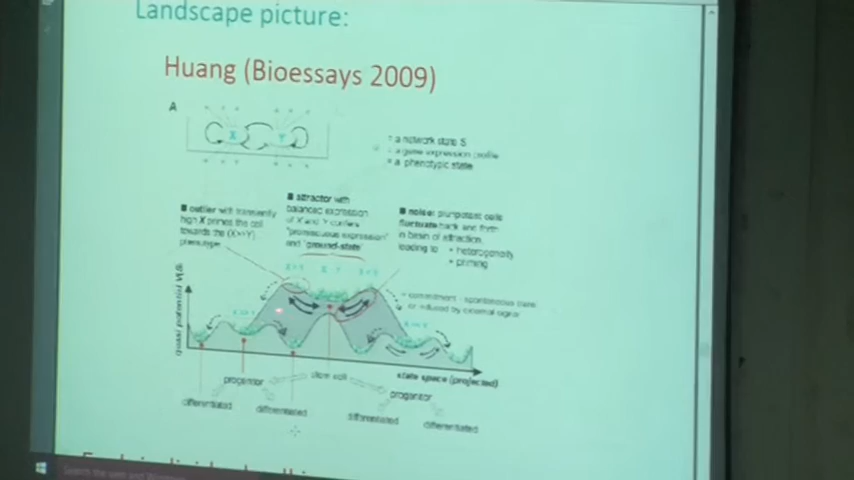 Landscape picture:
Huang (Bioessays 2009)
A
X Y
a network state S
a gene expression profile
a phenotypic state
outlier with transiently
high X primes the cell
towards the (X>>Y)
phenotype
attractor with
balanced expression
of X and Y confers
"promiscuous expression"
and "ground-state"
noise: pluripotent cells
fluctuate back and forth
in basin of attraction,
leading to • heterogeneity
• priming
commitment - spontaneous
or induced by external signal
quasi potential
state space (projected)
progenitor
stem cell
progenitor
differentiated
differentiated
differentiated
differentiated